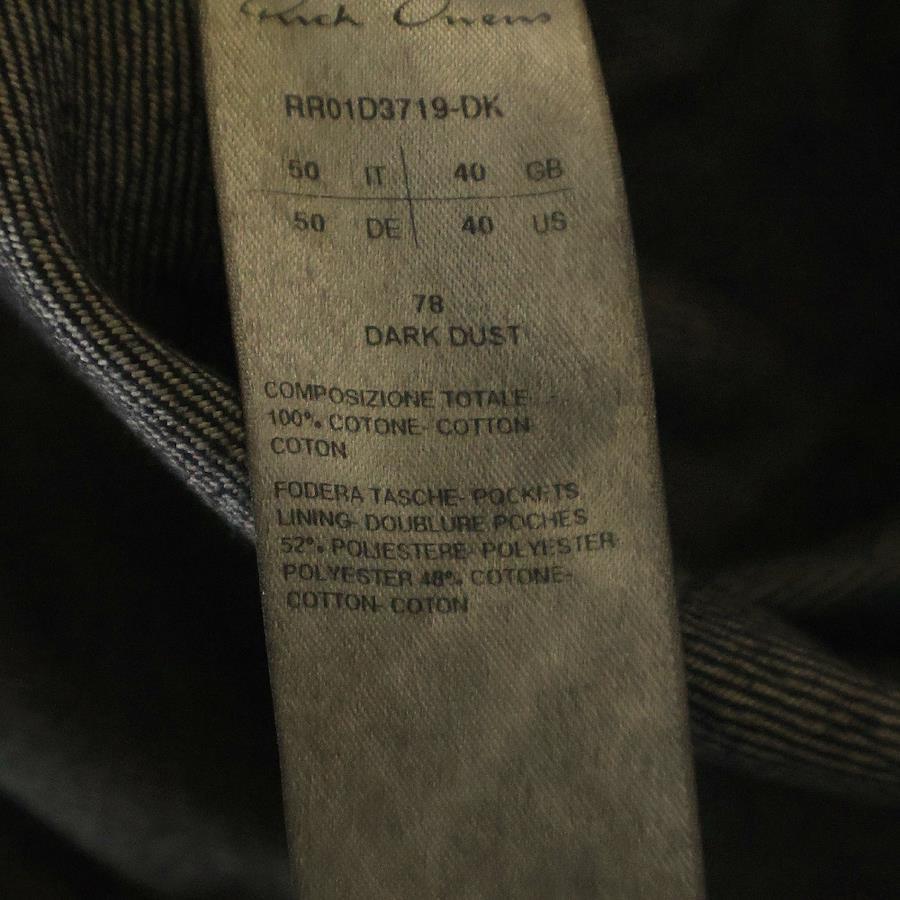 Rick Owens
RR01D3719-DK
50 IT 40 GB
50 DE 40 US
78
DARK DUST
COMPOSIZIONE TOTALE
100% COTONE- COTTON
COTON
FODERA TASCHE- POCKETS
LINING- DOUBLURE POCHES
52% POLIESTERE- POLYESTER
POLYESTER 48% COTONE-
COTTON- COTON